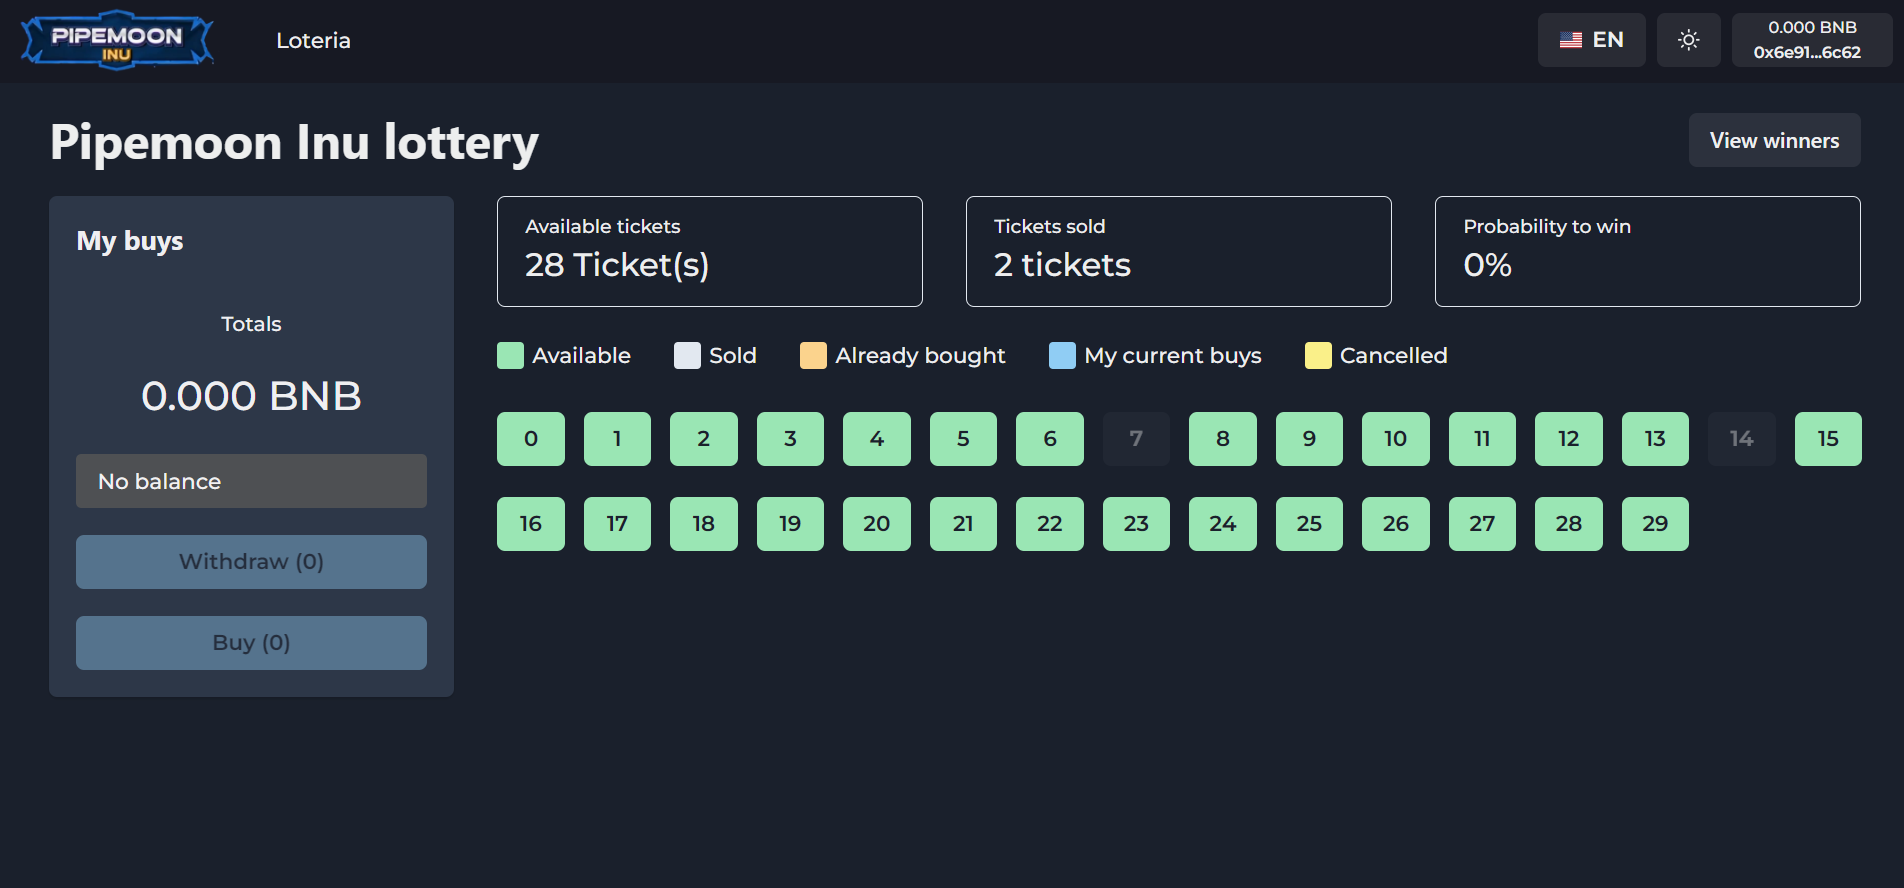 PIPEMOON
INU
Loteria
EN
0.000 BNB
0x6e91...6c62
Pipemoon Inu lottery
View winners
My buys
Totals
0.000 BNB
No balance
Withdraw (0)
Buy (0)
Available tickets
28 Ticket(s)
Tickets sold
2 tickets
Probability to win
0%
Available Sold Already bought My current buys Cancelled
0 1 2 3 4 5 6 7 8 9 10 11 12 13 14 15
16 17 18 19 20 21 22 23 24 25 26 27 28 29